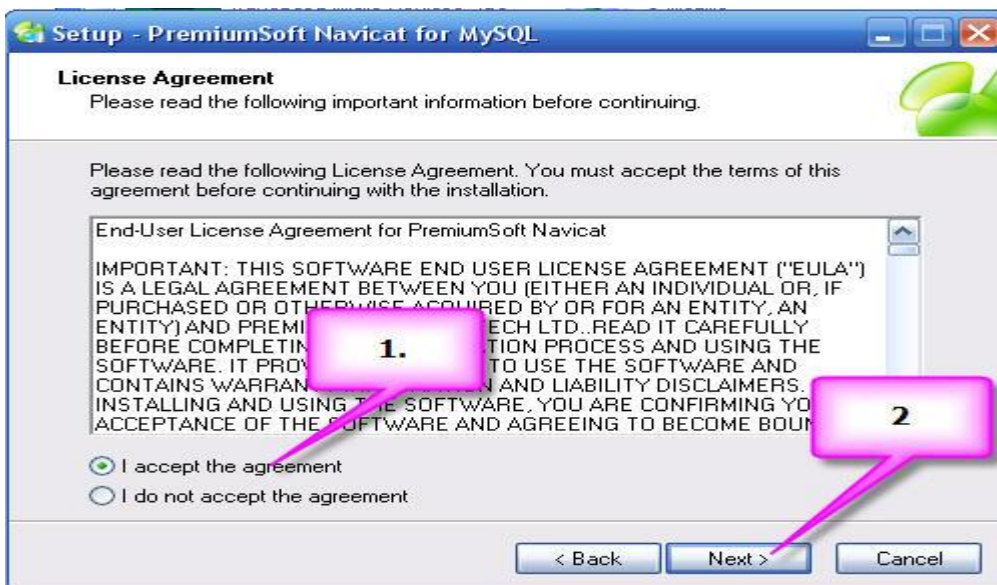 Setup - PremiumSoft Navicat for MySQL
License Agreement
Please read the following important information before continuing.
Please read the following License Agreement. You must accept the terms of this
agreement before continuing with the installation.
End-User License Agreement for PremiumSoft Navicat
IMPORTANT: THIS SOFTWARE END USER LICENSE AGREEMENT ("EULA")
IS A LEGAL AGREEMENT BETWEEN YOU (EITHER AN INDIVIDUAL OR, IF
PURCHASED OR OTHERWISE ACQUIRED BY OR FOR AN ENTITY, AN
ENTITY) AND PREMI ECH LTD..READ IT CAREFULLY
BEFORE COMPLETIN TION PROCESS AND USING THE
SOFTWARE. IT PROV TO USE THE SOFTWARE AND
CONTAINS WARRAN AND LIABILITY DISCLAIMERS.
INSTALLING AND USING THE SOFTWARE, YOU ARE CONFIRMING YO
ACCEPTANCE OF THE SOFTWARE AND AGREEING TO BECOME BOUN
1.
2
I accept the agreement
I do not accept the agreement
< Back
Next >
Cancel